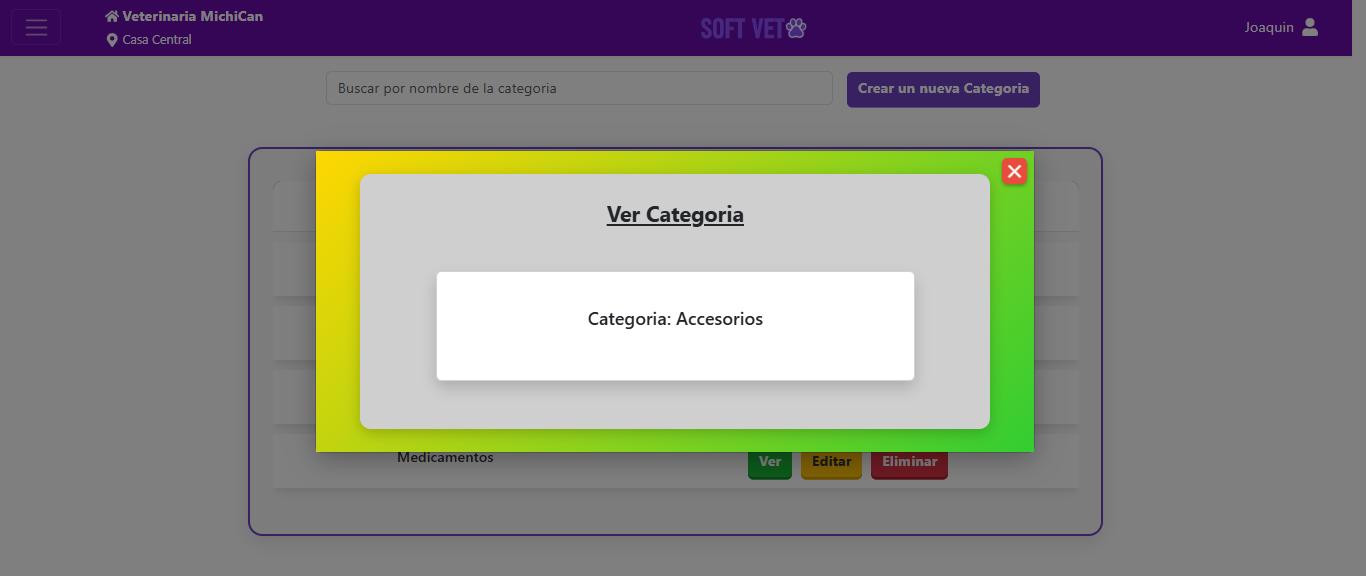 Veterinaria MichiCan
Casa Central
SOFT VET
Joaquin
Buscar por nombre de la categoria
Crear un nueva Categoria
Ver Categoria
Categoria: Accesorios
Medicamentos
Ver
Editar
Eliminar